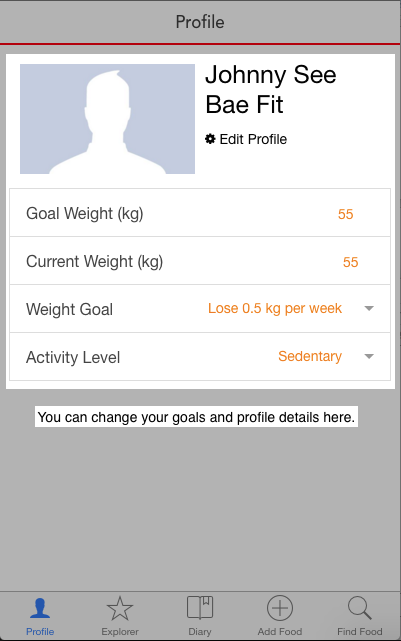 Profile
Johnny See
Bae Fit
Edit Profile
Goal Weight (kg) 55
Current Weight (kg) 55
Weight Goal Lose 0.5 kg per week
Activity Level Sedentary
You can change your goals and profile details here.
Profile Explorer Diary Add Food Find Food